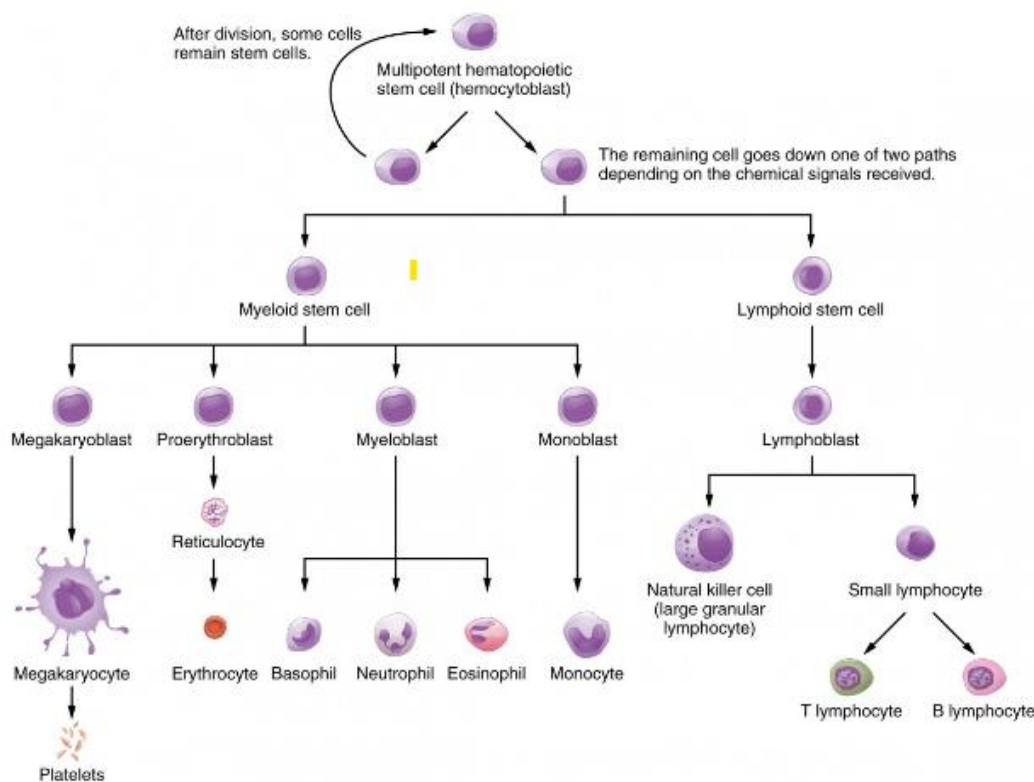 After division, some cells
remain stem cells.
Multipotent hematopoietic
stem cell (hemocytoblast)
The remaining cell goes down one of two paths
depending on the chemical signals received.
Myeloid stem cell
Lymphoid stem cell
Megakaryoblast
Proerythroblast
Myeloblast
Monoblast
Lymphoblast
Reticulocyte
Natural killer cell
(large granular
lymphocyte)
Small lymphocyte
Megakaryocyte
Erythrocyte
Basophil
Neutrophil
Eosinophil
Monocyte
T lymphocyte
B lymphocyte
Platelets